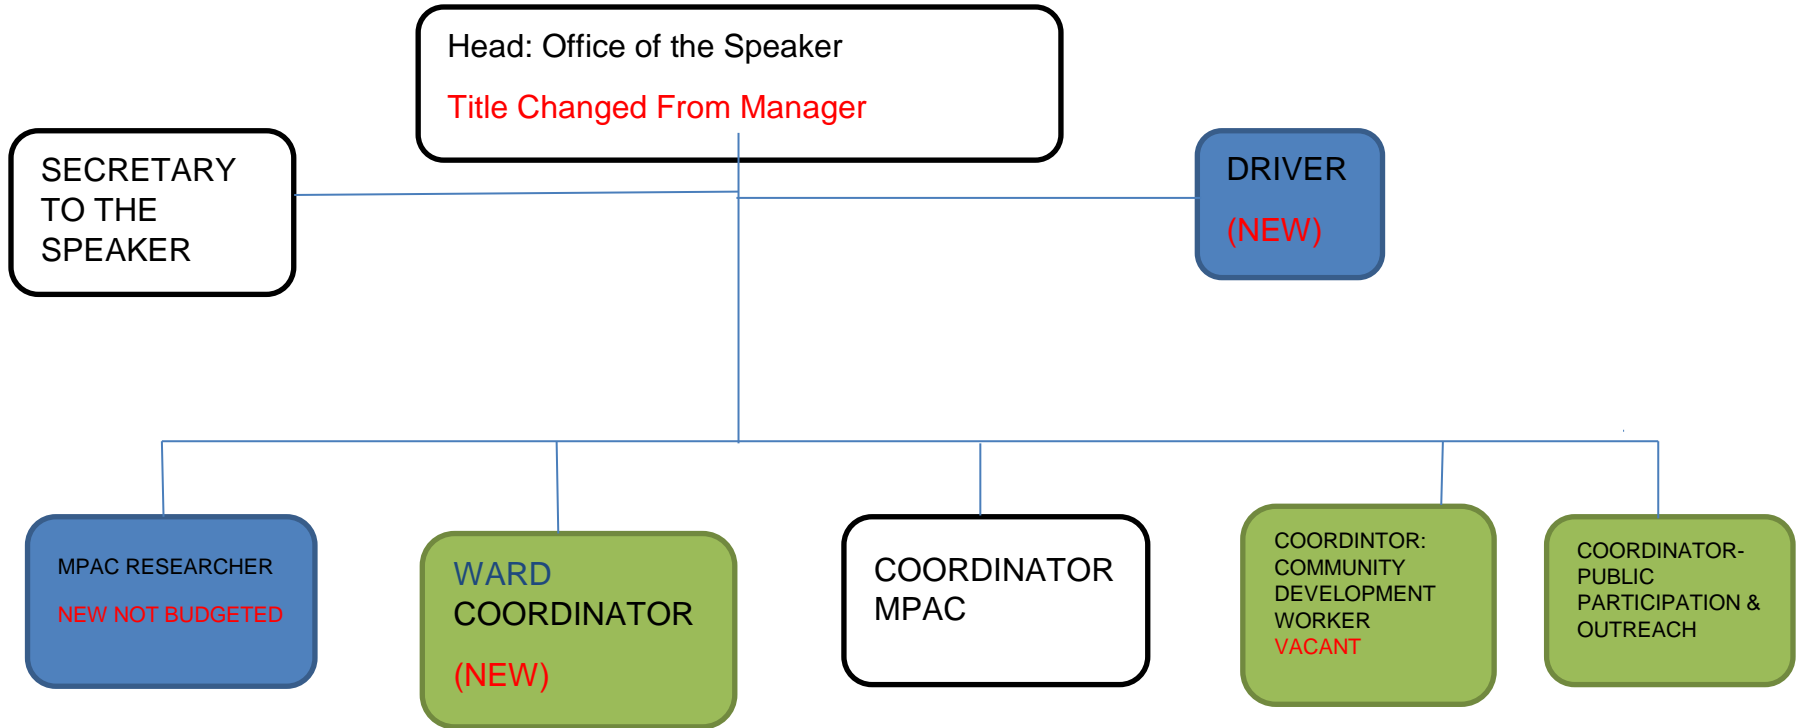 Head: Office of the Speaker
Title Changed From Manager
SECRETARY
TO THE
SPEAKER
DRIVER
(NEW)
MPAC RESEARCHER
NEW NOT BUDGETED
WARD
COORDINATOR
(NEW)
COORDINATOR
MPAC
COORDINTOR:
COMMUNITY
DEVELOPMENT
WORKER
VACANT
COORDINATOR-
PUBLIC
PARTICIPATION &
OUTREACH